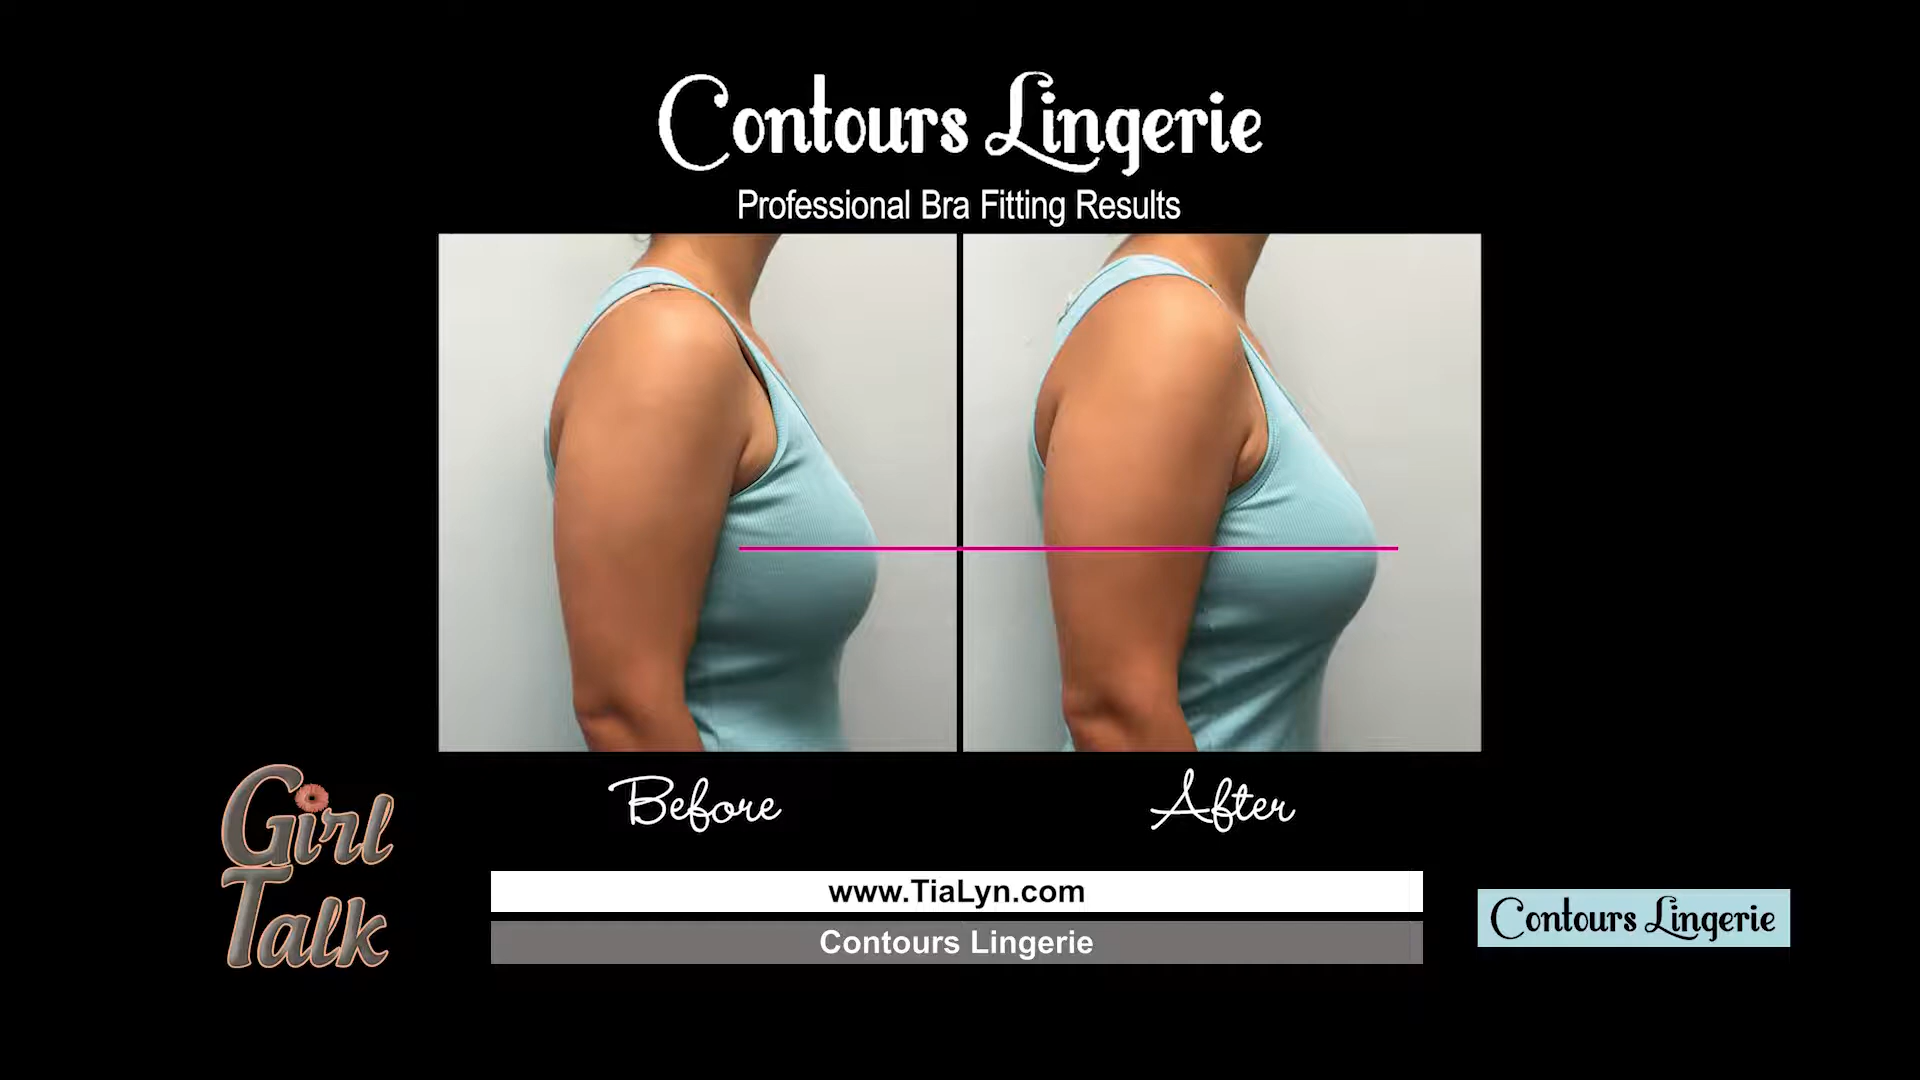 Contours Lingerie
Professional Bra Fitting Results
Before
After
Girl
Talk
www.TiaLyn.com
Contours Lingerie
Contours Lingerie